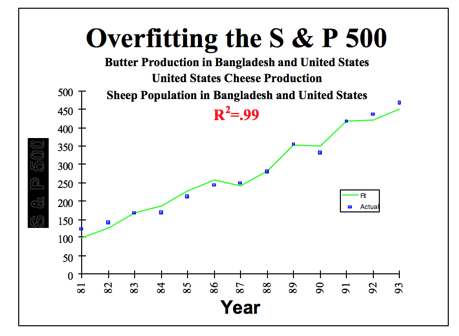 Overfitting the S & P 500
Butter Production in Bangladesh and United States
United States Cheese Production
Sheep Population in Bangladesh and United States
R²=.99
500
450
400
350
300
250
200
150
100
50
0
S & P 500
Fit
Actual
81 82 83 84 85 86 87 88 89 90 91 92 93
Year